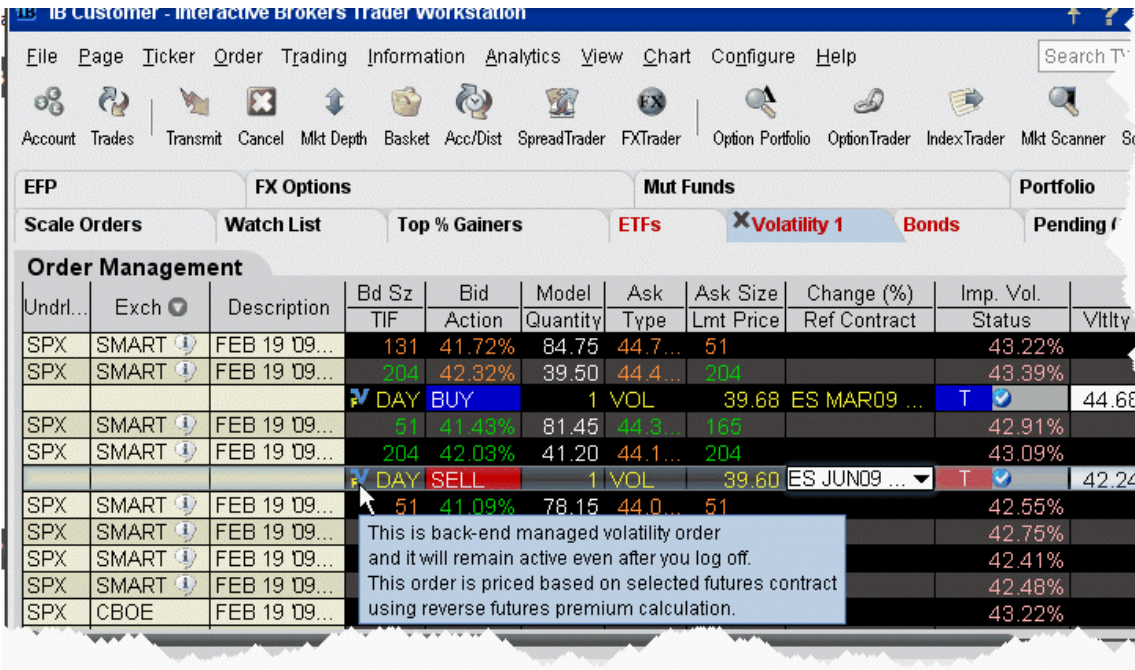 IB Customer - Interactive Brokers Trader Workstation
File Page Ticker Order Trading Information Analytics View Chart Configure Help Search
Account Trades Transmit Cancel Mkt Depth Basket Acc/Dist SpreadTrader FXTrader Option Portfolio OptionTrader IndexTrader Mkt Scanner
EFP FX Options Mut Funds Portfolio
Scale Orders Watch List Top % Gainers ETFs Volatility 1 Bonds Pending
Order Management
Undrl... Exch Description Bd Sz Bid Model Ask Ask Size Change (%) Imp. Vol.
TIF Action Quantity Type Lmt Price Ref Contract Status Vltlty
SPX SMART FEB 19 '09... 131 41.72% 84.75 44.7... 51 43.22%
SPX SMART FEB 19 '09... 204 42.32% 39.50 44.4... 204 43.39%
DAY BUY 1 VOL 39.68 ES MAR09 ... T 44.68
SPX SMART FEB 19 '09... 51 41.43% 81.45 44.3... 165 42.91%
SPX SMART FEB 19 '09... 204 42.03% 41.20 44.1... 204 43.09%
DAY SELL 1 VOL 39.60 ES JUN09 ... T 42.24
SPX SMART FEB 19 '09... 51 41.09% 78.15 44.0... 51 42.55%
SPX SMART FEB 19 '09... 42.75%
SPX SMART FEB 19 '09... 42.41%
SPX SMART FEB 19 '09... 42.48%
SPX CBOE FEB 19 '09... 43.22%
This is back-end managed volatility order
and it will remain active even after you log off.
This order is priced based on selected futures contract
using reverse futures premium calculation.